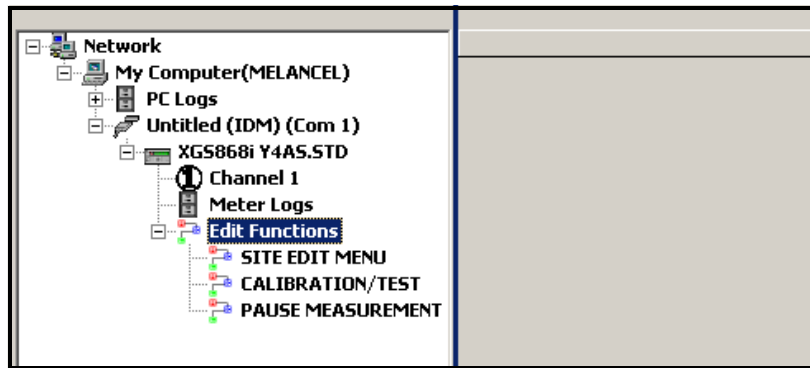 Network
My Computer(MELANCEL)
PC Logs
Untitled (IDM) (Com 1)
XGS868i Y4AS.STD
1 Channel 1
Meter Logs
Edit Functions
SITE EDIT MENU
CALIBRATION/TEST
PAUSE MEASUREMENT